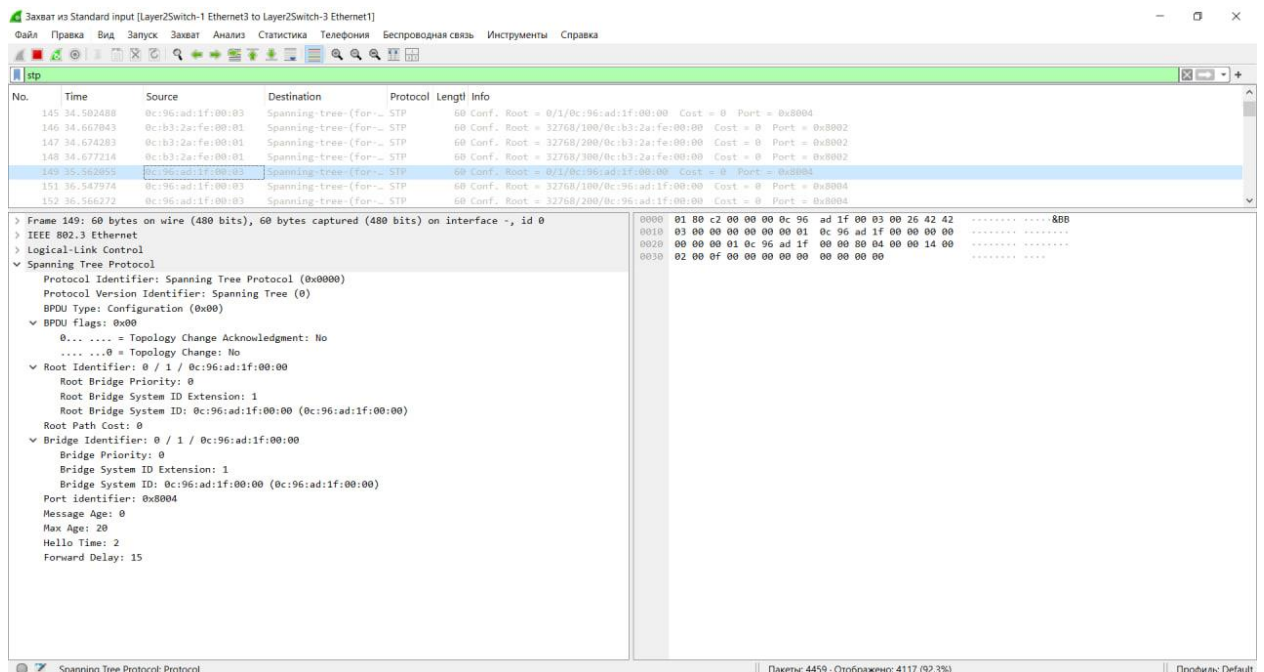 Захват из Standard input [Layer2Switch-1 Ethernet3 to Layer2Switch-3 Ethernet1]
Файл Правка Вид Запуск Захват Анализ Статистика Телефония Беспроводная связь Инструменты Справка
stp
No. Time Source Destination Protocol Lengtl Info
145 34.502488 0c:96:ad:1f:00:03 Spanning-tree-(for-… STP 60 Conf. Root = 0/1/0c:96:ad:1f:00:00 Cost = 0 Port = 0x8004
146 34.667043 0c:b3:2a:fe:00:01 Spanning-tree-(for-… STP 60 Conf. Root = 32768/100/0c:b3:2a:fe:00:00 Cost = 0 Port = 0x8002
147 34.674283 0c:b3:2a:fe:00:01 Spanning-tree-(for-… STP 60 Conf. Root = 32768/200/0c:b3:2a:fe:00:00 Cost = 0 Port = 0x8002
148 34.677214 0c:b3:2a:fe:00:01 Spanning-tree-(for-… STP 60 Conf. Root = 32768/300/0c:b3:2a:fe:00:00 Cost = 0 Port = 0x8002
149 35.562055 0c:96:ad:1f:00:03 Spanning-tree-(for-… STP 60 Conf. Root = 0/1/0c:96:ad:1f:00:00 Cost = 0 Port = 0x8004
151 36.547974 0c:96:ad:1f:00:03 Spanning-tree-(for-… STP 60 Conf. Root = 32768/100/0c:96:ad:1f:00:00 Cost = 0 Port = 0x8004
152 36.566272 0c:96:ad:1f:00:03 Spanning-tree-(for-… STP 60 Conf. Root = 32768/200/0c:96:ad:1f:00:00 Cost = 0 Port = 0x8004
Frame 149: 60 bytes on wire (480 bits), 60 bytes captured (480 bits) on interface -, id 0
IEEE 802.3 Ethernet
Logical-Link Control
Spanning Tree Protocol
Protocol Identifier: Spanning Tree Protocol (0x0000)
Protocol Version Identifier: Spanning Tree (0)
BPDU Type: Configuration (0x00)
BPDU flags: 0x00
0... .... = Topology Change Acknowledgment: No
.... ...0 = Topology Change: No
Root Identifier: 0 / 1 / 0c:96:ad:1f:00:00
Root Bridge Priority: 0
Root Bridge System ID Extension: 1
Root Bridge System ID: 0c:96:ad:1f:00:00 (0c:96:ad:1f:00:00)
Root Path Cost: 0
Bridge Identifier: 0 / 1 / 0c:96:ad:1f:00:00
Bridge Priority: 0
Bridge System ID Extension: 1
Bridge System ID: 0c:96:ad:1f:00:00 (0c:96:ad:1f:00:00)
Port identifier: 0x8004
Message Age: 0
Max Age: 20
Hello Time: 2
Forward Delay: 15
0000 01 80 c2 00 00 00 0c 96 ad 1f 00 03 00 26 42 42 ········ ·····&BB
0010 03 00 00 00 00 00 00 01 0c 96 ad 1f 00 00 00 00 ········ ········
0020 00 00 00 01 0c 96 ad 1f 00 00 80 04 00 00 14 00 ········ ········
0030 02 00 0f 00 00 00 00 00 00 00 00 00 ········ ····
Spanning Tree Protocol: Protocol
Пакеты: 4459 · Отображено: 4117 (92.3%)
Профиль: Default